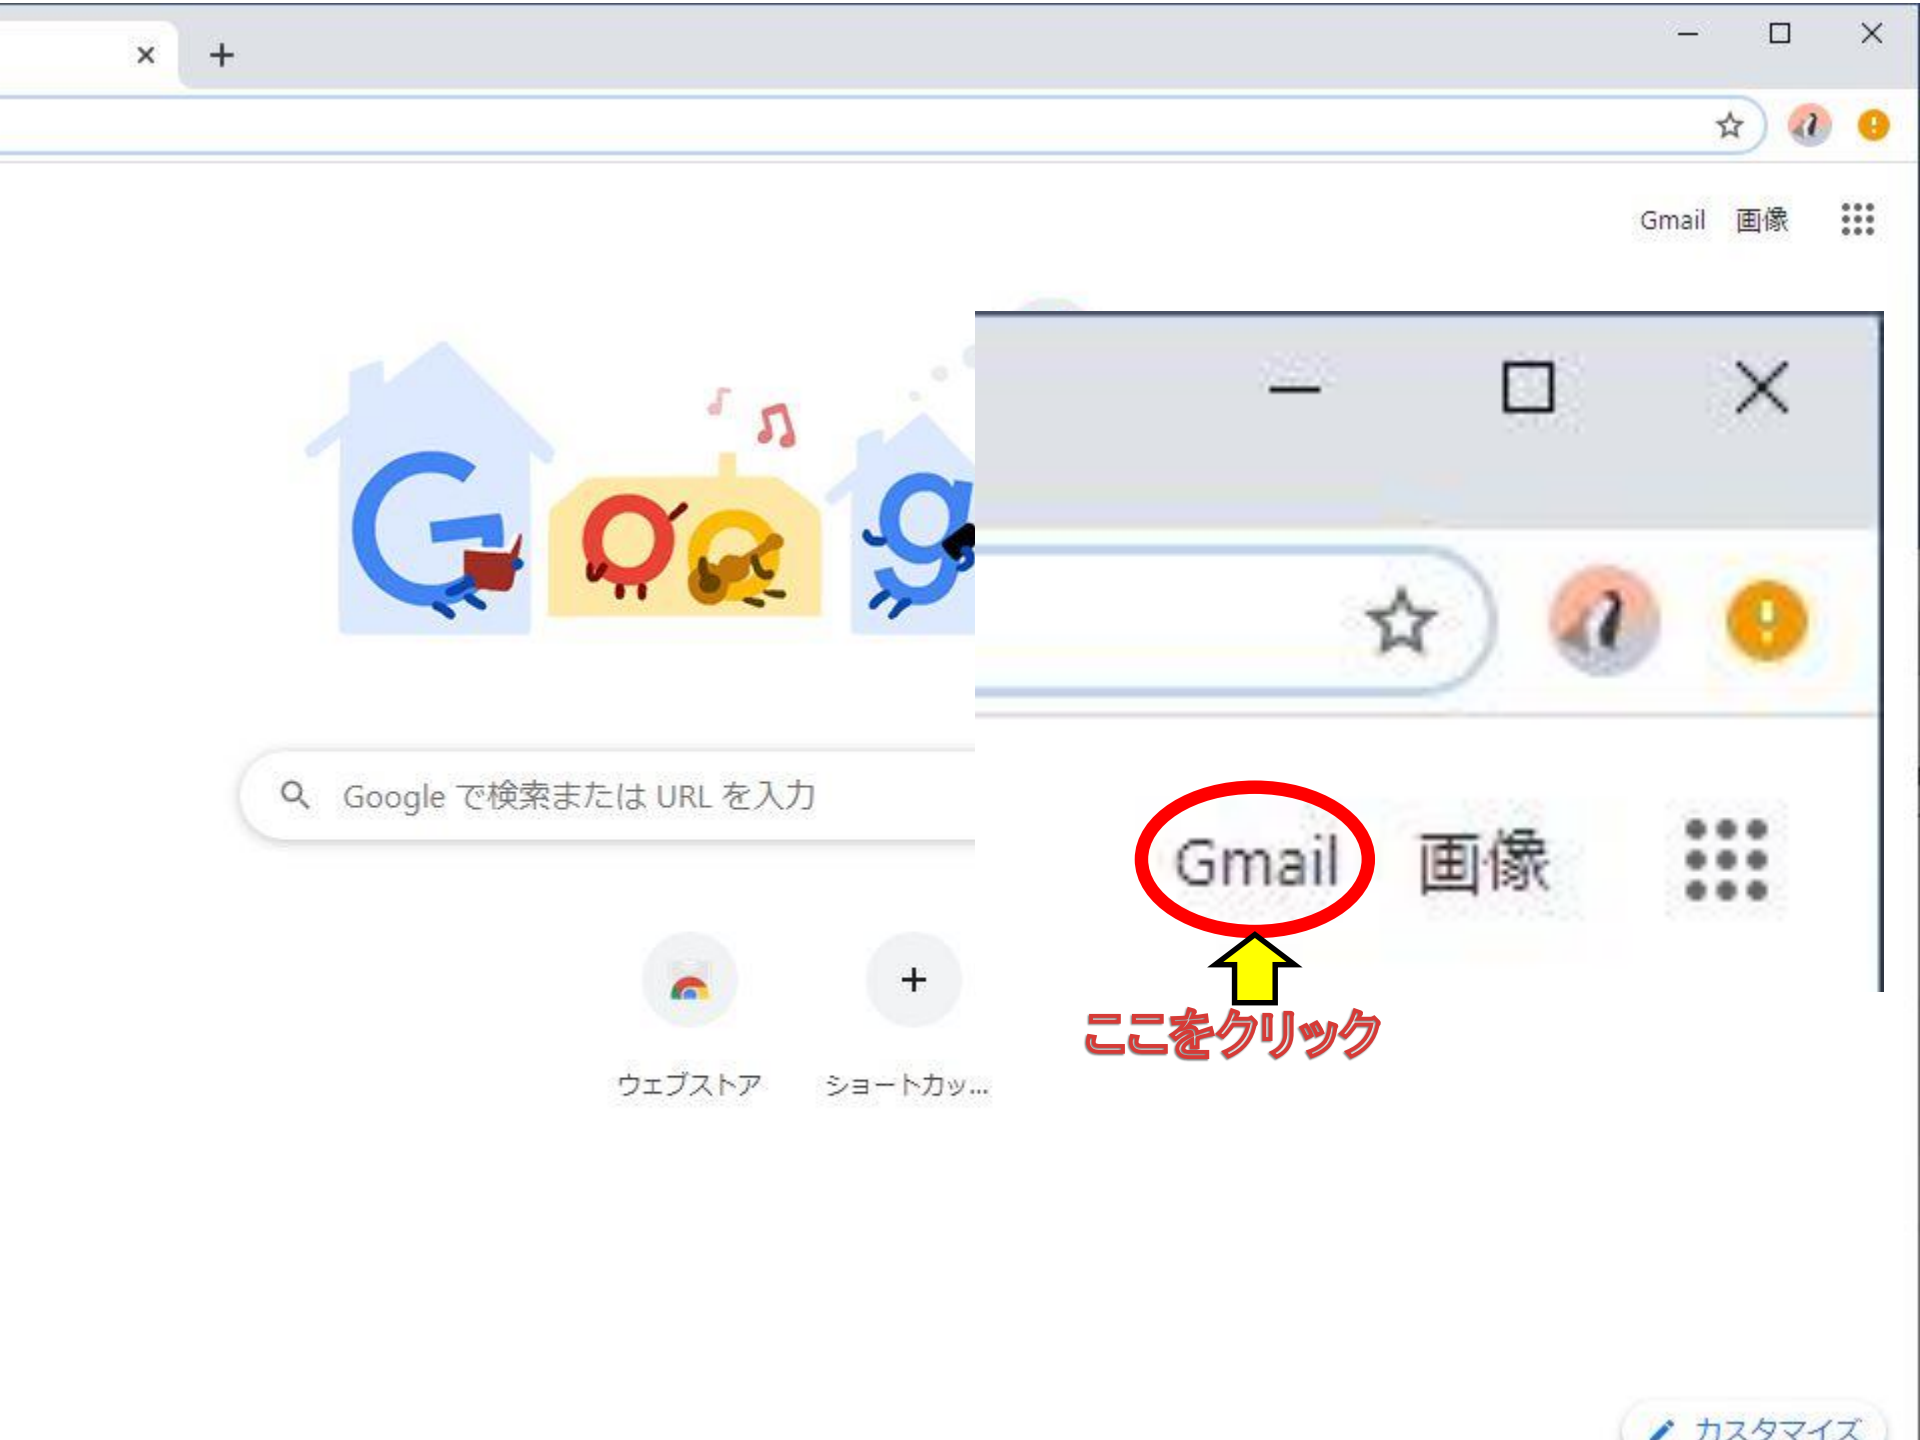 Gmail 画像
Goog
Google で検索または URL を入力
Gmail 画像
ここをクリック
ウェブストア ショートカッ...
カスタマイズ